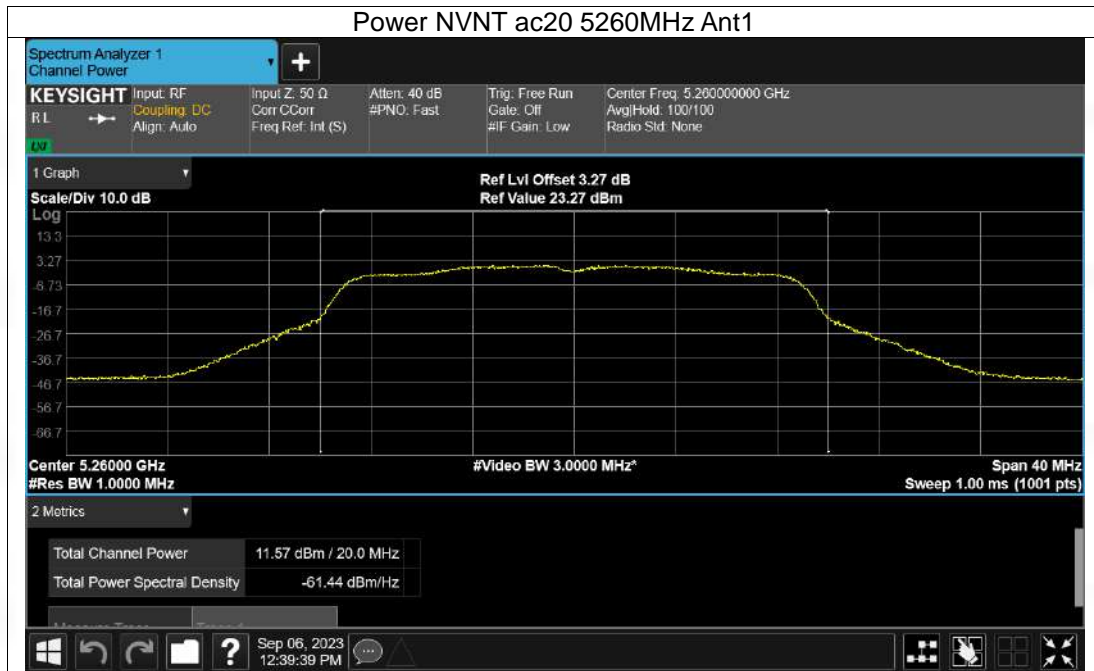 Power NVNT ac20 5260MHz Ant1
Spectrum Analyzer 1
Channel Power
KEYSIGHT Input: RF Input Z: 50 Ω Atten: 40 dB Trig: Free Run Center Freq: 5.260000000 GHz
RL Coupling: DC Corr CCorr #PNO: Fast Gate: Off Avg|Hold: 100/100
Align: Auto Freq Ref: Int (S) #IF Gain: Low Radio Std: None
LXI
1 Graph
Ref Lvl Offset 3.27 dB
Scale/Div 10.0 dB Ref Value 23.27 dBm
Log
13.3
3.27
-6.73
-16.7
-26.7
-36.7
-46.7
-56.7
-66.7
Center 5.26000 GHz #Video BW 3.0000 MHz* Span 40 MHz
#Res BW 1.0000 MHz Sweep 1.00 ms (1001 pts)
2 Metrics
Total Channel Power 11.57 dBm / 20.0 MHz
Total Power Spectral Density -61.44 dBm/Hz
? Sep 06, 2023
12:39:39 PM